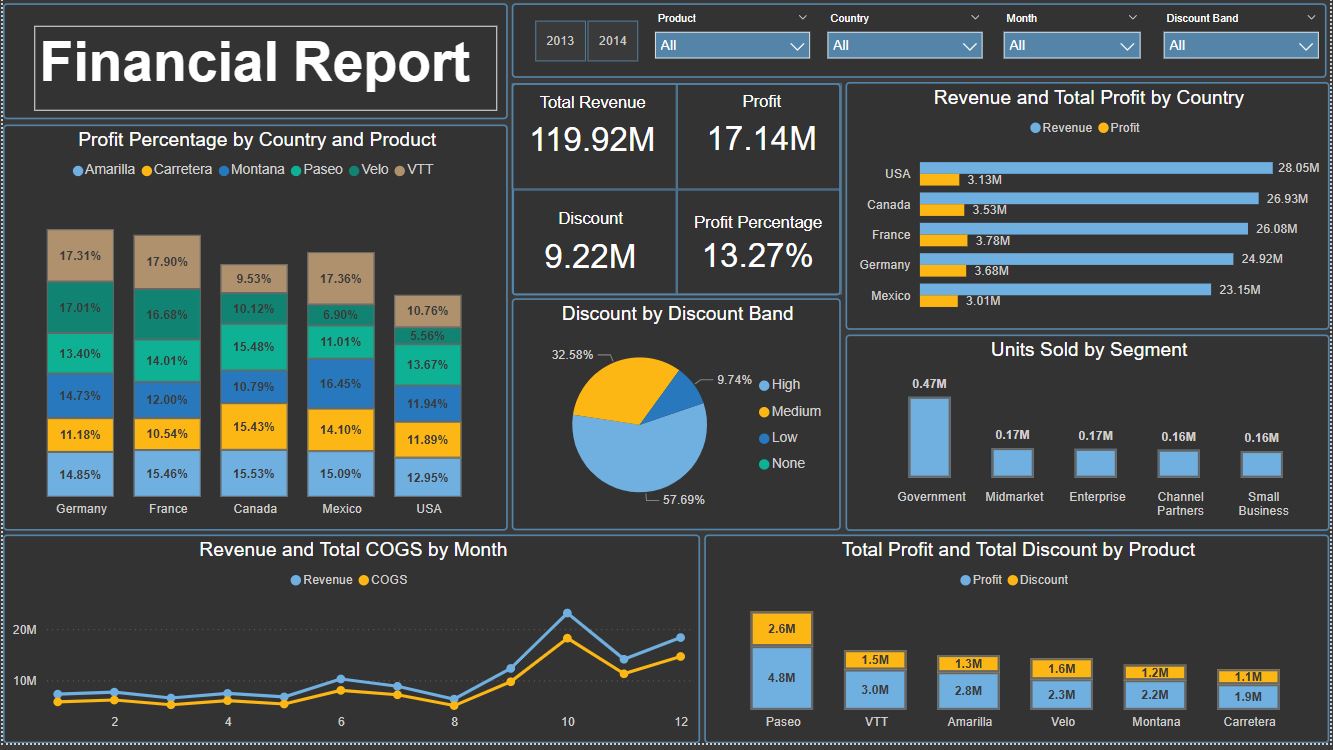 Financial Report
2013 2014
Product Country Month Discount Band
All All All All
Profit Percentage by Country and Product
Amarilla Carretera Montana Paseo Velo VTT
17.31% 17.90% 9.53% 17.36% 10.76%
17.01% 16.68% 10.12% 6.90% 5.56%
13.40% 14.01% 15.48% 11.01% 13.67%
14.73% 12.00% 10.79% 16.45% 11.94%
11.18% 10.54% 15.43% 14.10% 11.89%
14.85% 15.46% 15.53% 15.09% 12.95%
Germany France Canada Mexico USA
Total Revenue
119.92M
Profit
17.14M
Discount
9.22M
Profit Percentage
13.27%
Discount by Discount Band
32.58%
9.74%
57.69%
High
Medium
Low
None
Revenue and Total Profit by Country
Revenue Profit
USA 28.05M
3.13M
Canada 26.93M
3.53M
France 26.08M
3.78M
Germany 24.92M
3.68M
Mexico 23.15M
3.01M
Units Sold by Segment
0.47M 0.17M 0.17M 0.16M 0.16M
Government Midmarket Enterprise Channel Partners Small Business
Revenue and Total COGS by Month
Revenue COGS
20M
10M
2 4 6 8 10 12
Total Profit and Total Discount by Product
Profit Discount
2.6M 1.5M 1.3M 1.6M 1.2M 1.1M
4.8M 3.0M 2.8M 2.3M 2.2M 1.9M
Paseo VTT Amarilla Velo Montana Carretera